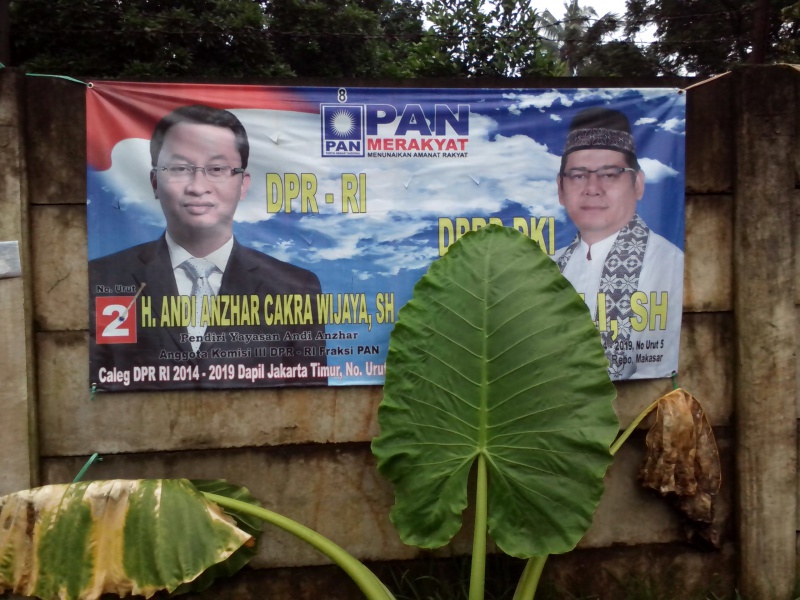 8
PAN
PAN
MERAKYAT
MENUNAIKAN AMANAT RAKYAT
DPR - RI
No. Urut
2
H. ANDI ANZHAR CAKRA WIJAYA, SH
Pendiri Yayasan Andi Anzhar
Anggota Komisi III DPR - RI Fraksi PAN
Caleg DPR RI 2014 - 2019 Dapil Jakarta Timur. No. Urut
DKI
I, SH
- 2019, No Urut 5
Rebo, Makasar